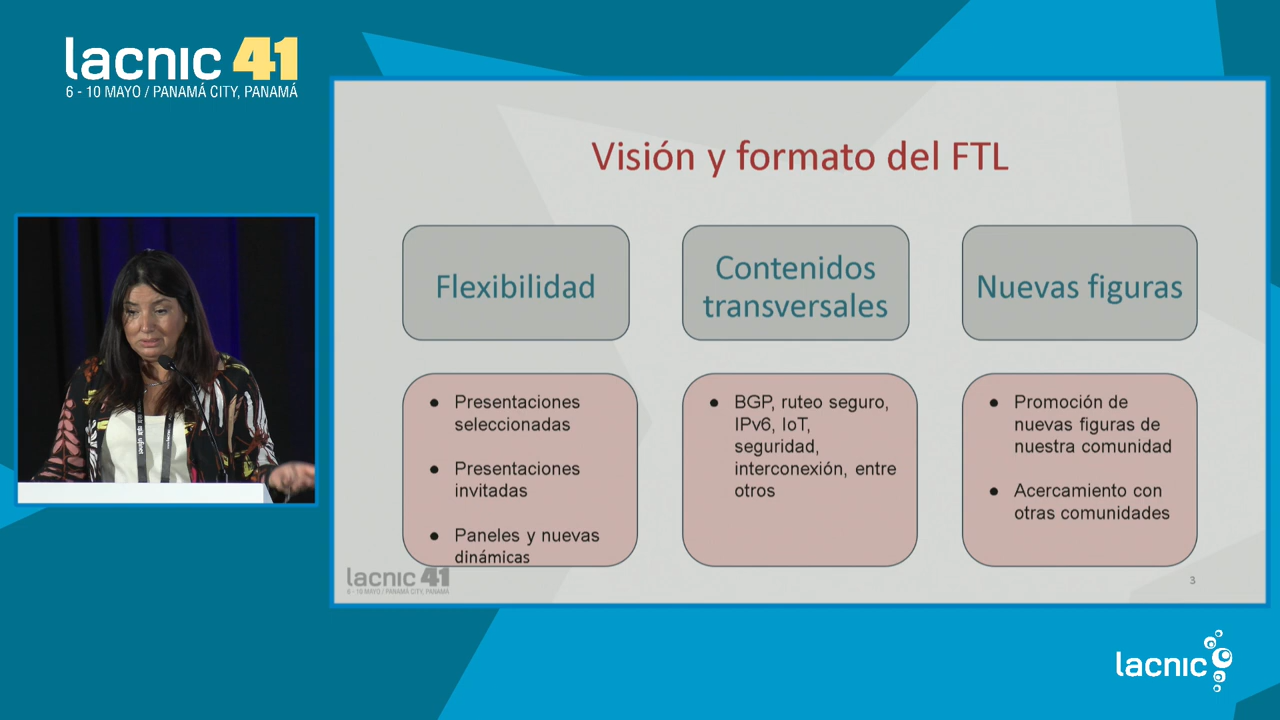 lacnic 41
6 - 10 MAYO / PANAMÁ CITY, PANAMÁ
Visión y formato del FTL
Flexibilidad
Contenidos
transversales
Nuevas figuras
● Presentaciones
seleccionadas
● Presentaciones
invitadas
● Paneles y nuevas
dinámicas
● BGP, ruteo seguro,
IPv6, IoT,
seguridad,
interconexión, entre
otros
● Promoción de
nuevas figuras de
nuestra comunidad
● Acercamiento con
otras comunidades
lacnic 41
6 - 10 MAYO / PANAMÁ CITY, PANAMÁ
3
lacnic